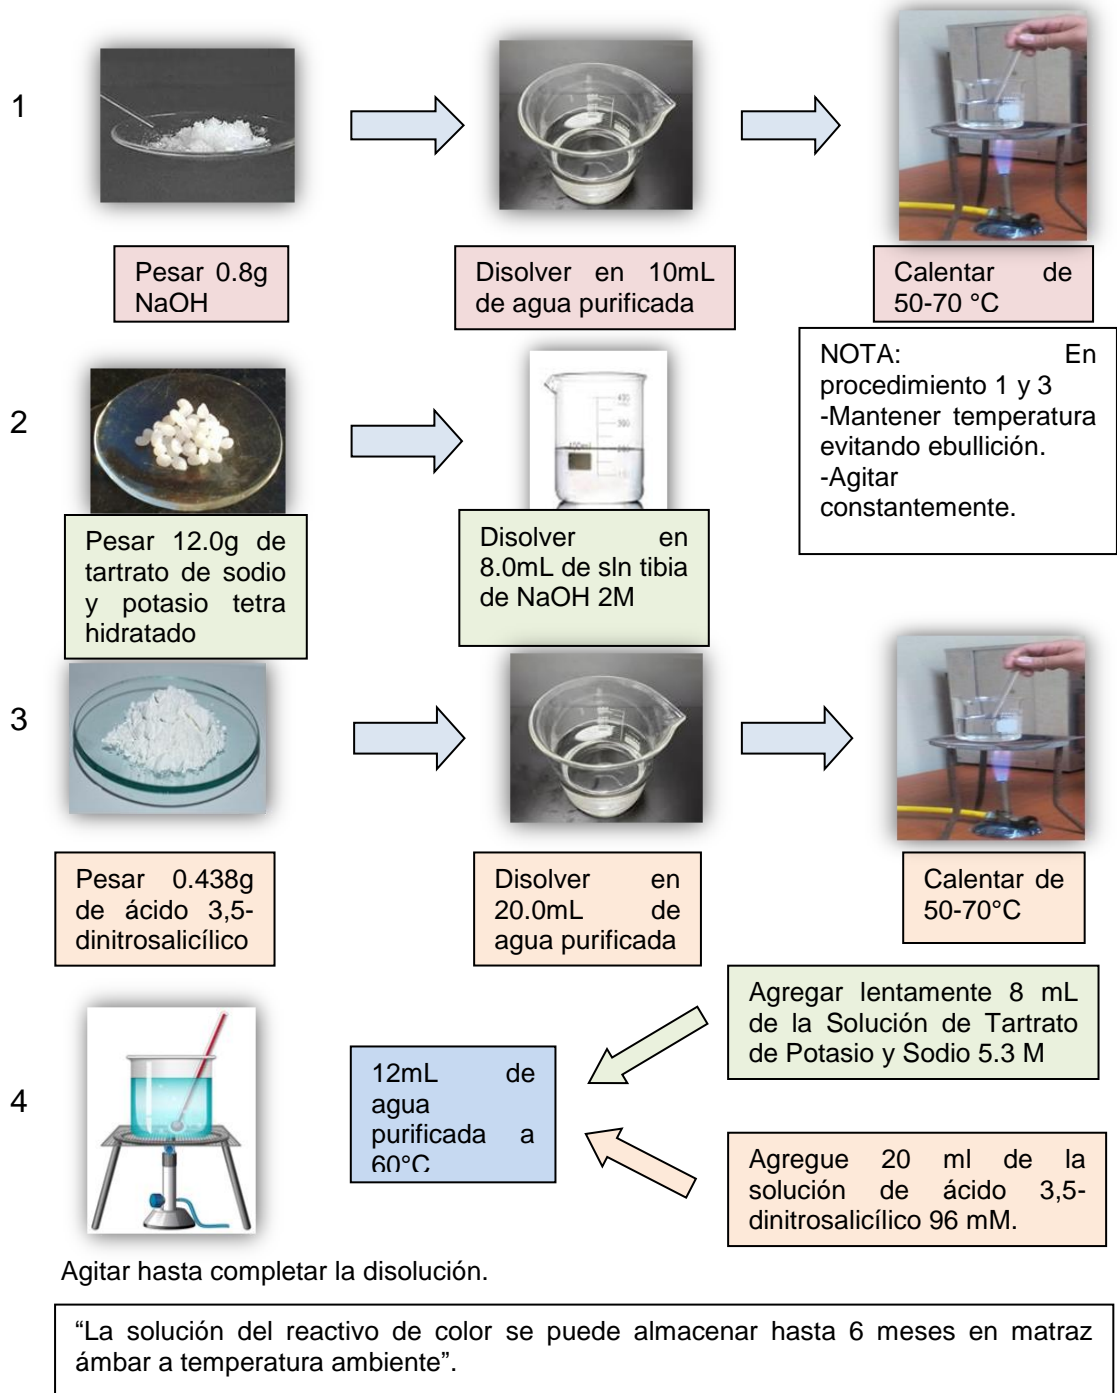 1
Pesar 0.8g
NaOH
Disolver en 10mL
de agua purificada
Calentar de
50-70 °C
NOTA: En
procedimiento 1 y 3
-Mantener temperatura
evitando ebullición.
-Agitar
constantemente.
2
Pesar 12.0g de
tartrato de sodio
y potasio tetra
hidratado
Disolver en
8.0mL de sln tibia
de NaOH 2M
3
Pesar 0.438g
de ácido 3,5-
dinitrosalicílico
Disolver en
20.0mL de
agua purificada
Calentar de
50-70°C
4
12mL de
agua
purificada a
60°C
Agregar lentamente 8 mL
de la Solución de Tartrato
de Potasio y Sodio 5.3 M
Agregue 20 ml de la
solución de ácido 3,5-
dinitrosalicílico 96 mM.
Agitar hasta completar la disolución.
“La solución del reactivo de color se puede almacenar hasta 6 meses en matraz
ámbar a temperatura ambiente”.